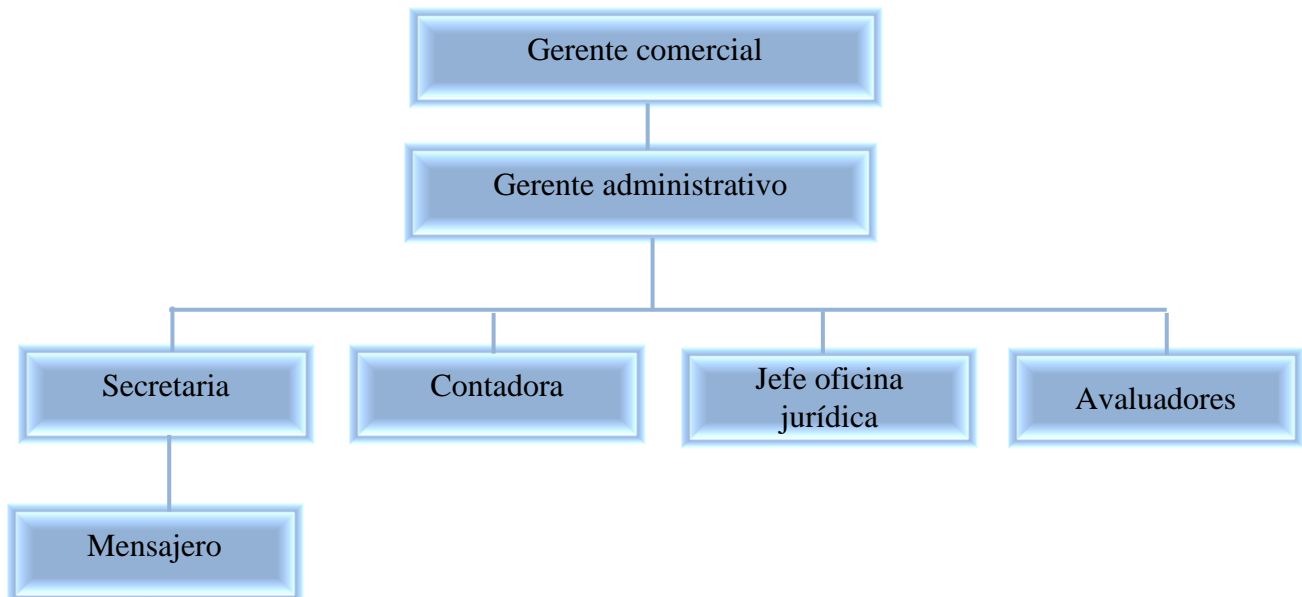 Gerente comercial
Gerente administrativo
Secretaria
Contadora
Jefe oficina
jurídica
Avaluadores
Mensajero